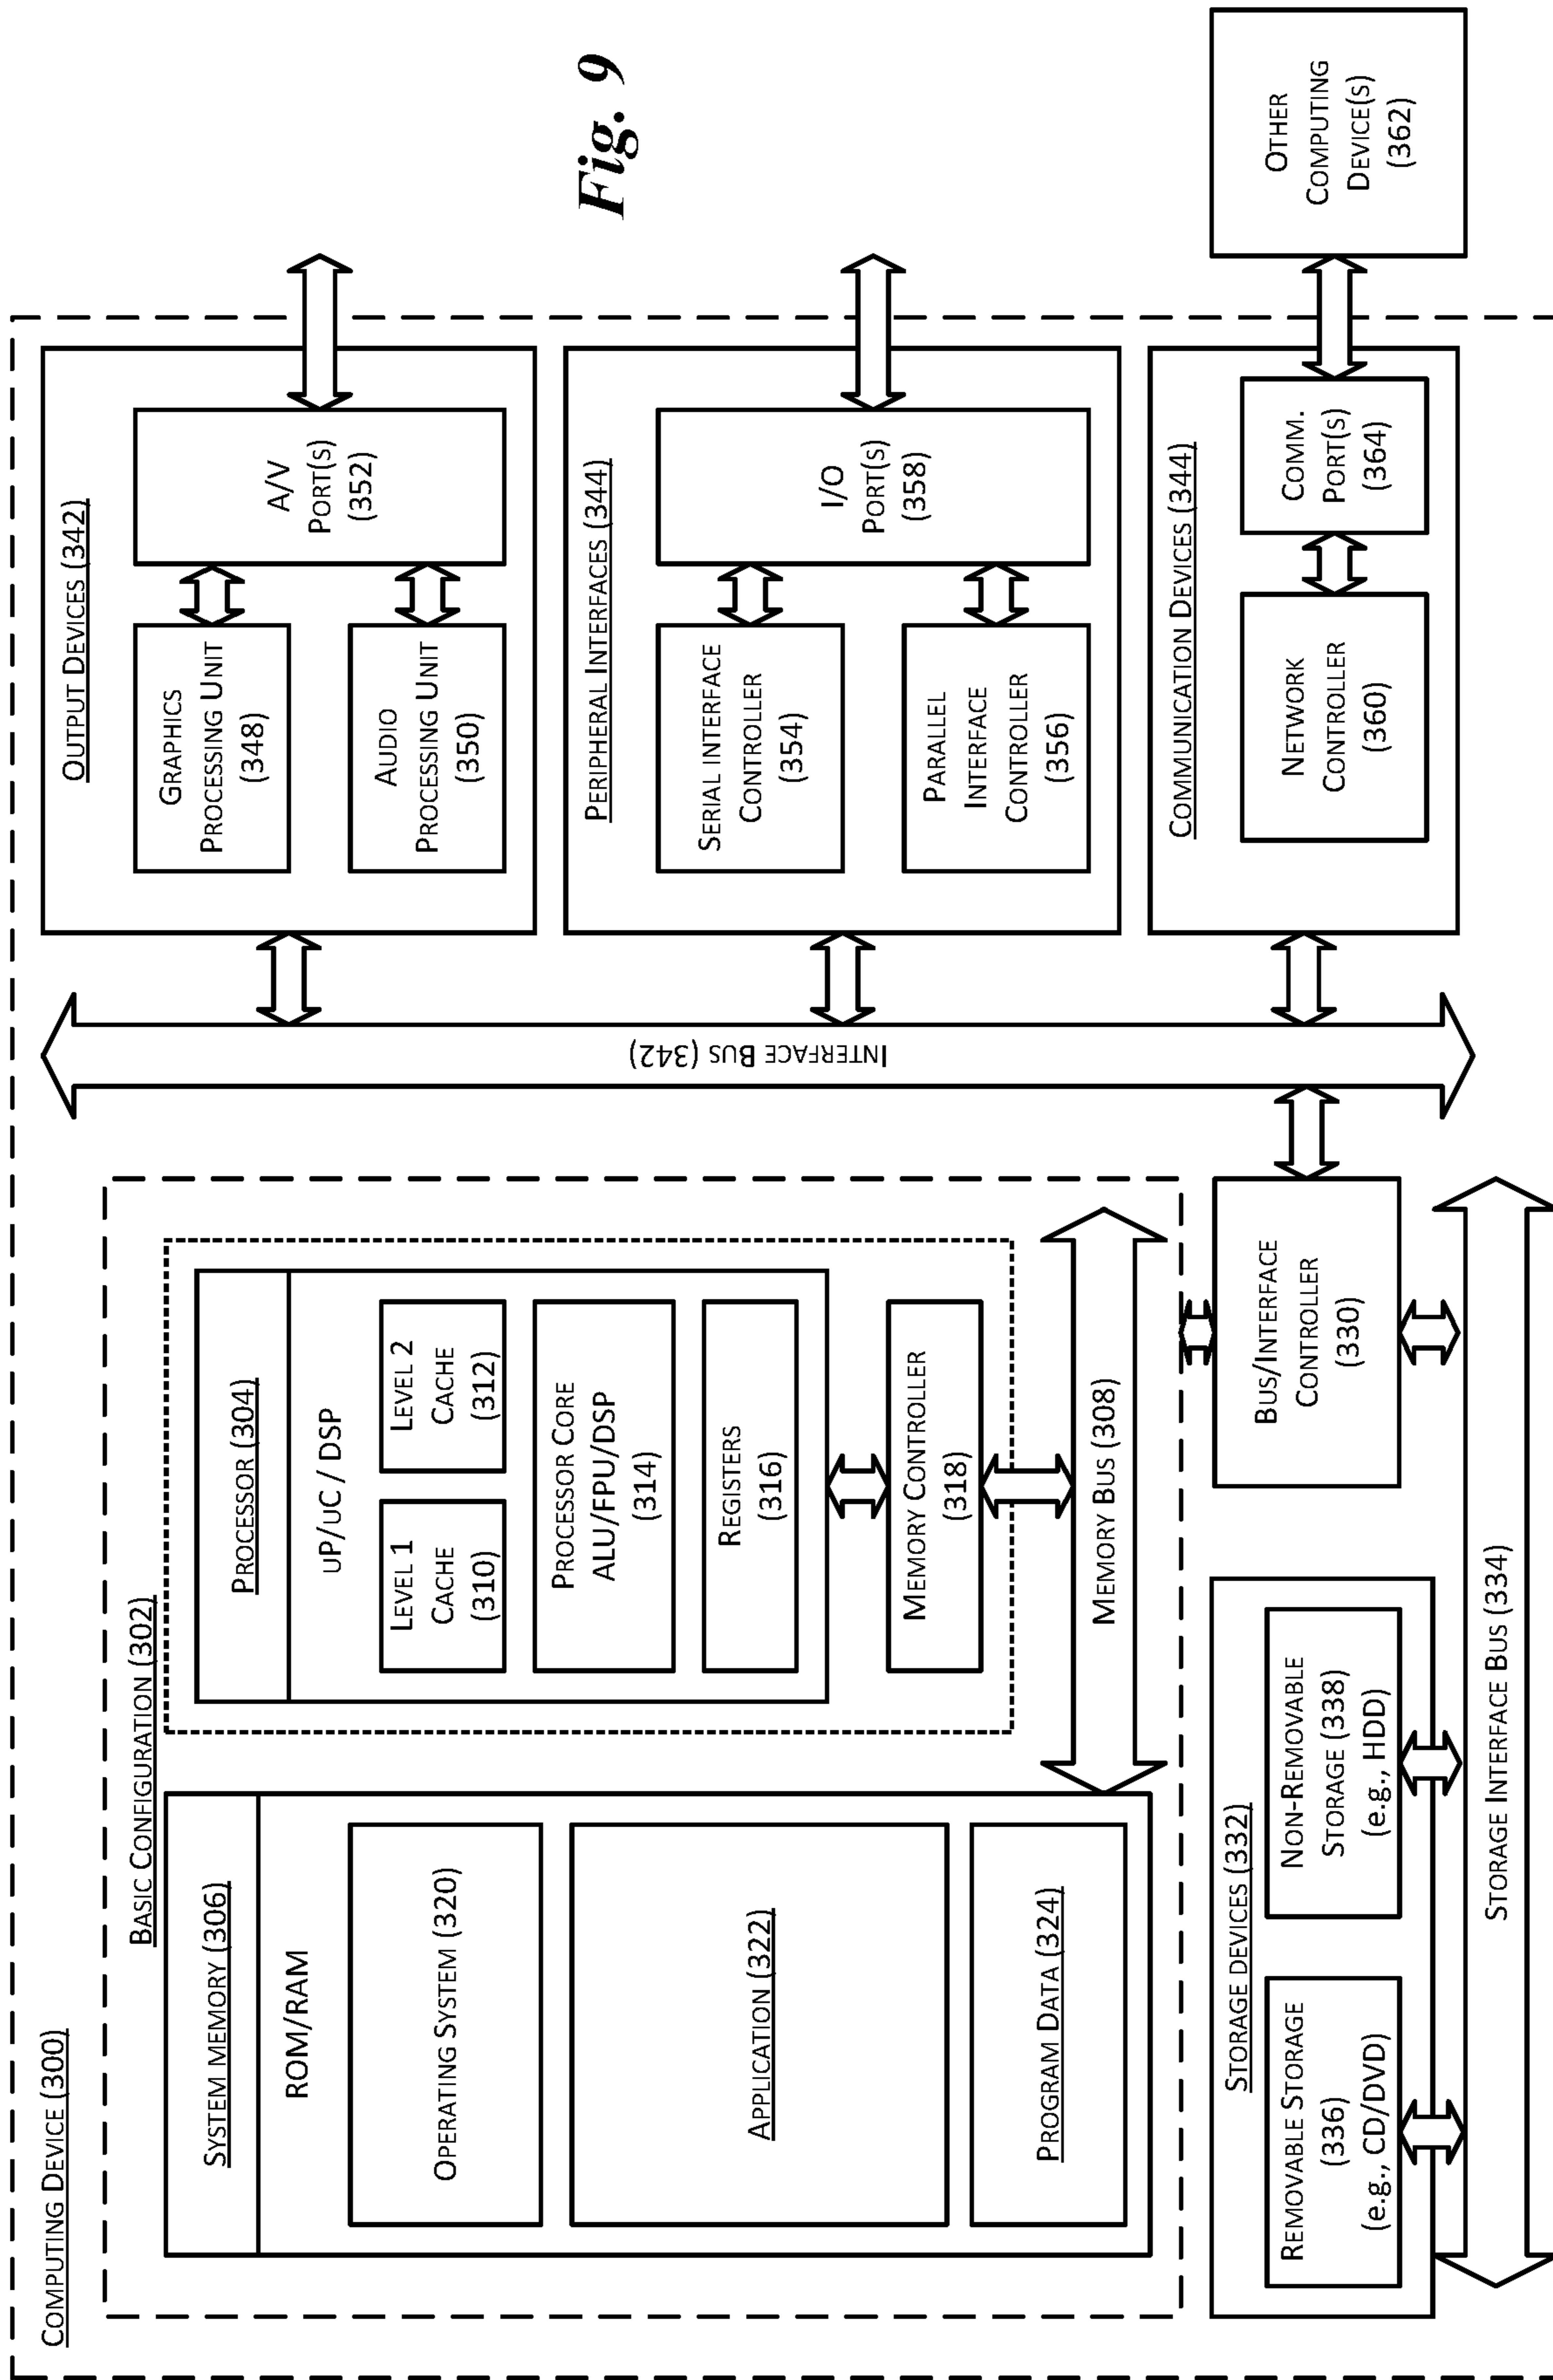 COMPUTING DEVICE (300)
BASIC CONFIGURATION (302)
SYSTEM MEMORY (306)
ROM/RAM
OPERATING SYSTEM (320)
APPLICATION (322)
PROGRAM DATA (324)
PROCESSOR (304)
UP/UC / DSP
LEVEL 1
CACHE
(310)
LEVEL 2
CACHE
(312)
PROCESSOR CORE
ALU/FPU/DSP
(314)
REGISTERS
(316)
MEMORY CONTROLLER
(318)
MEMORY BUS (308)
BUS/INTERFACE
CONTROLLER
(330)
STORAGE DEVICES (332)
REMOVABLE STORAGE
(336)
(e.g., CD/DVD)
NON-REMOVABLE
STORAGE (338)
(e.g., HDD)
STORAGE INTERFACE BUS (334)
INTERFACE BUS (342)
OUTPUT DEVICES (342)
GRAPHICS
PROCESSING UNIT
(348)
AUDIO
PROCESSING UNIT
(350)
A/V
PORT(S)
(352)
PERIPHERAL INTERFACES (344)
SERIAL INTERFACE
CONTROLLER
(354)
PARALLEL
INTERFACE
CONTROLLER
(356)
I/O
PORT(S)
(358)
COMMUNICATION DEVICES (344)
NETWORK
CONTROLLER
(360)
COMM.
PORT(S)
(364)
OTHER
COMPUTING
DEVICE(S)
(362)
Fig. 9